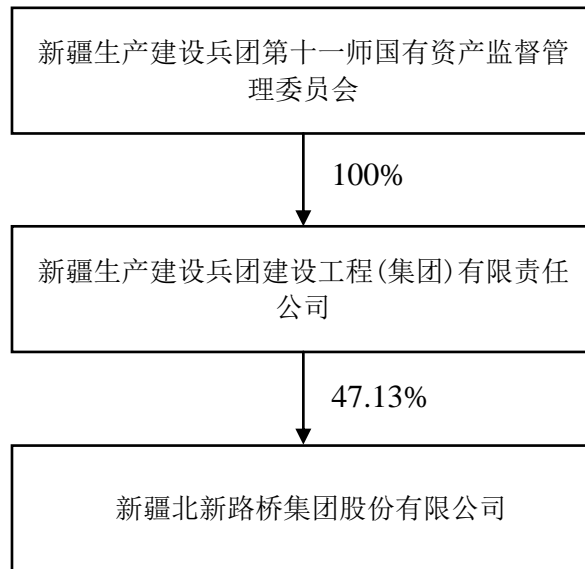 新疆生产建设兵团第十一师国有资产监督管
理委员会
100%
新疆生产建设兵团建设工程(集团)有限责任
公司
47.13%
新疆北新路桥集团股份有限公司